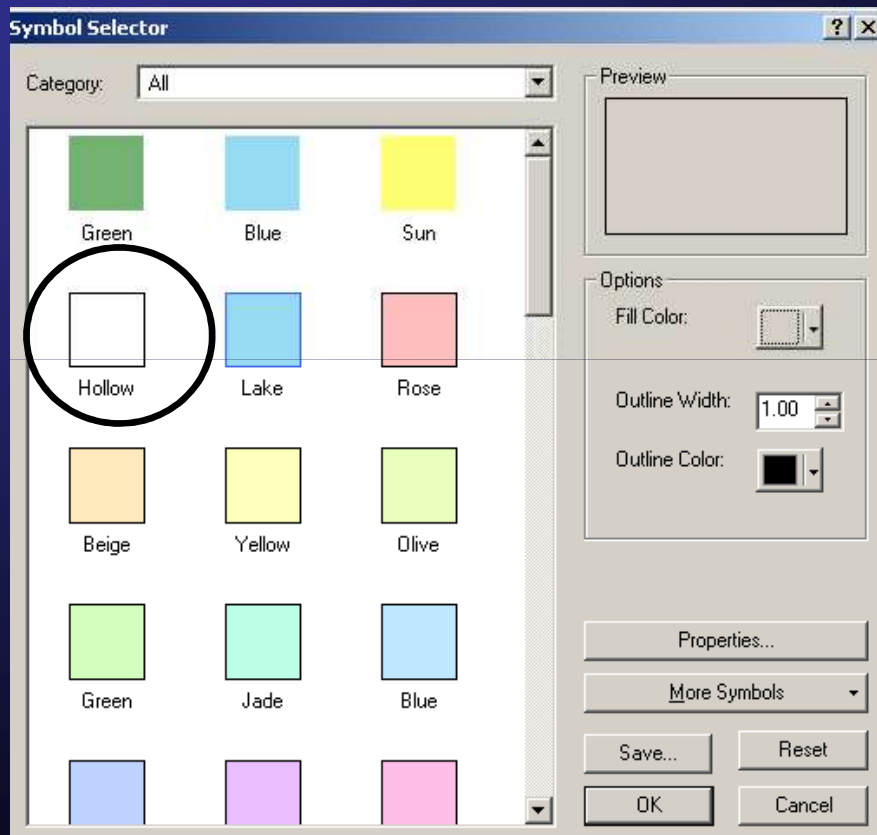 Symbol Selector
Category: All
Green Blue Sun
Hollow Lake Rose
Beige Yellow Olive
Green Jade Blue
Preview
Options
Fill Color:
Outline Width: 1.00
Outline Color:
Properties...
More Symbols
Save... Reset
OK Cancel